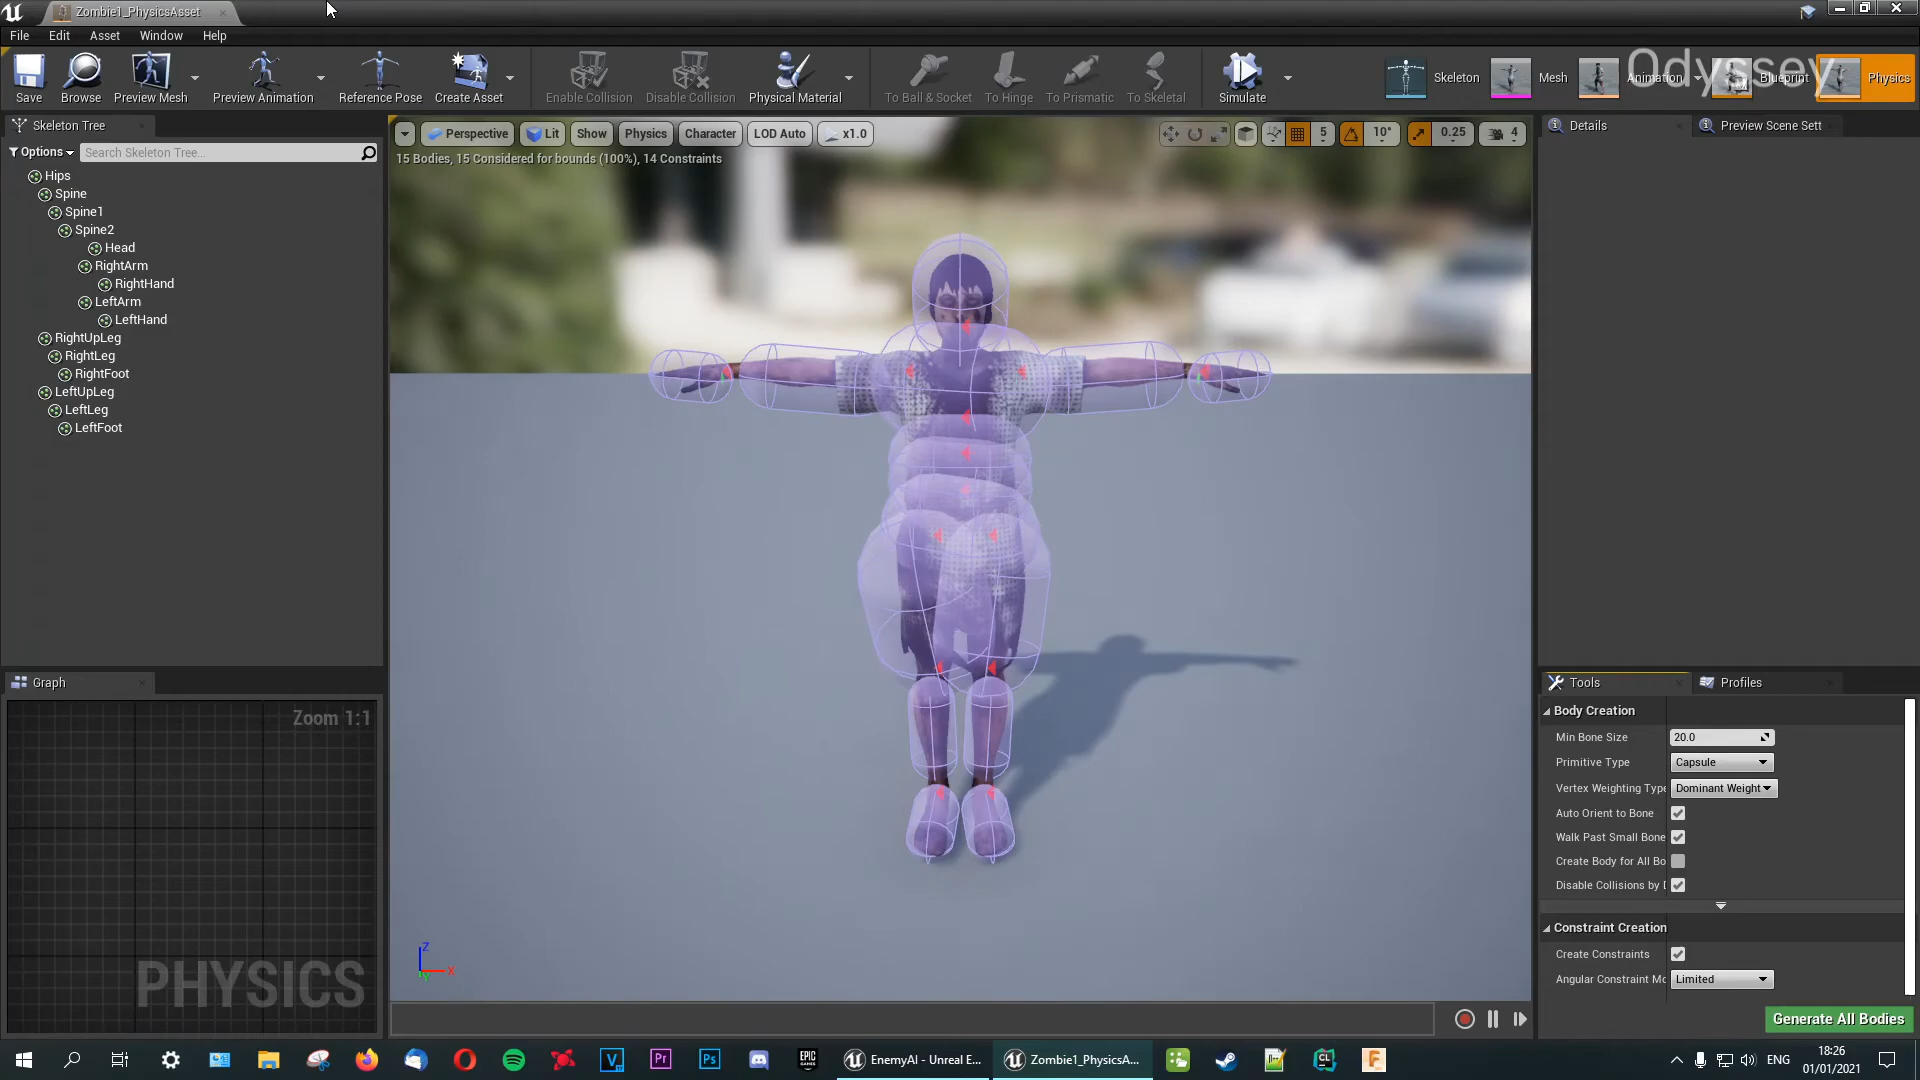 Zombie1_PhysicsAsset
File Edit Asset Window Help
Save
Browse
Preview Mesh
Preview Animation
Reference Pose
Create Asset
Enable Collision
Disable Collision
Physical Material
To Ball & Socket
To Hinge
To Prismatic
To Skeletal
Simulate
Skeleton
Mesh
Animation
Blueprint
Physics
Odyssey
Skeleton Tree
Options
Search Skeleton Tree...
Hips
Spine
Spine1
Spine2
Head
RightArm
RightHand
LeftArm
LeftHand
RightUpLeg
RightLeg
RightFoot
LeftUpLeg
LeftLeg
LeftFoot
Graph
Zoom 1:1
PHYSICS
Perspective Lit Show Physics Character LOD Auto x1.0
5 10° 0.25 4
15 Bodies, 15 Considered for bounds (100%), 14 Constraints
Z
X
Y
Details
Preview Scene Sett
Tools
Profiles
Body Creation
Min Bone Size 20.0
Primitive Type Capsule
Vertex Weighting Type Dominant Weight
Auto Orient to Bone
Walk Past Small Bone
Create Body for All Bo
Disable Collisions by D
Constraint Creation
Create Constraints
Angular Constraint Mo Limited
Generate All Bodies
EnemyAI - Unreal E...
Zombie1_PhysicsA...
ENG
18:26
01/01/2021